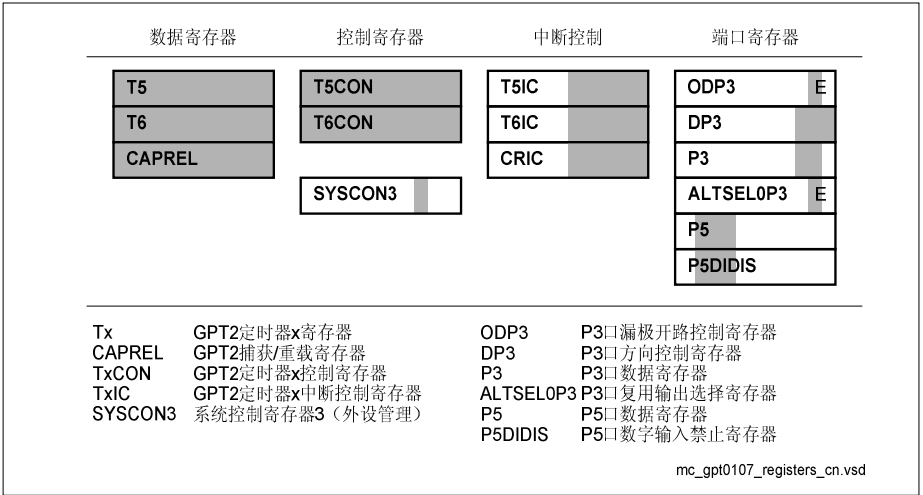 数据寄存器 控制寄存器 中断控制 端口寄存器
T5 T5CON T5IC ODP3 E
T6 T6CON T6IC DP3
CAPREL CRIC P3
SYSCON3 ALTSEL0P3 E
P5
P5DIDIS
Tx GPT2定时器x寄存器 ODP3 P3口漏极开路控制寄存器
CAPREL GPT2捕获/重载寄存器 DP3 P3口方向控制寄存器
TxCON GPT2定时器x控制寄存器 P3 P3口数据寄存器
TxIC GPT2定时器x中断控制寄存器 ALTSEL0P3 P3口复用输出选择寄存器
SYSCON3 系统控制寄存器3（外设管理） P5 P5口数据寄存器
P5DIDIS P5口数字输入禁止寄存器
mc_gpt0107_registers_cn.vsd